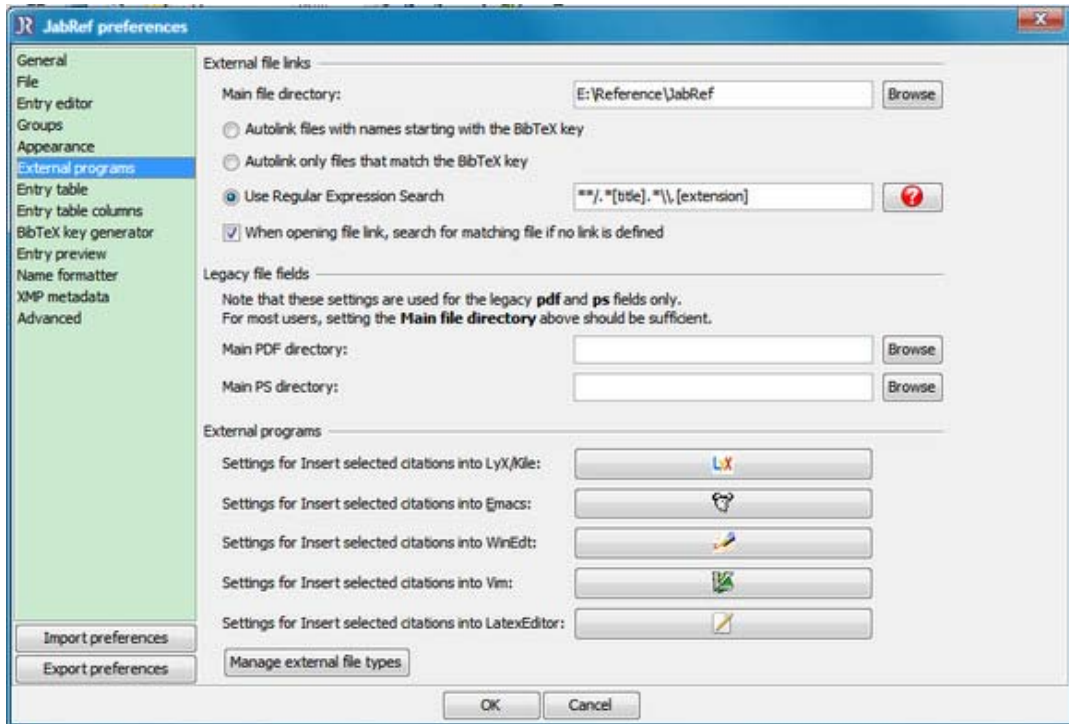 JabRef preferences
General
File
Entry editor
Groups
Appearance
External programs
Entry table
Entry table columns
BibTeX key generator
Entry preview
Name formatter
XMP metadata
Advanced
Import preferences
Export preferences
External file links
Main file directory: E:\Reference\JabRef Browse
Autolink files with names starting with the BibTeX key
Autolink only files that match the BibTeX key
Use Regular Expression Search **/.*[title].*\\.[extension]
When opening file link, search for matching file if no link is defined
Legacy file fields
Note that these settings are used for the legacy pdf and ps fields only.
For most users, setting the Main file directory above should be sufficient.
Main PDF directory: Browse
Main PS directory: Browse
External programs
Settings for Insert selected citations into LyX/Kile: LyX
Settings for Insert selected citations into Emacs:
Settings for Insert selected citations into WinEdt:
Settings for Insert selected citations into Vim:
Settings for Insert selected citations into LatexEditor:
Manage external file types
OK Cancel